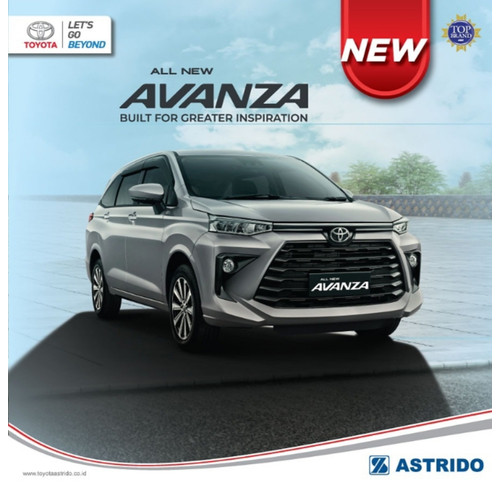 TOYOTA
LET'S
GO
BEYOND
NEW
TOP
BRAND
ALL NEW
AVANZA
BUILT FOR GREATER INSPIRATION
ALL NEW
AVANZA
www.toyotaastrido.co.id
ASTRIDO